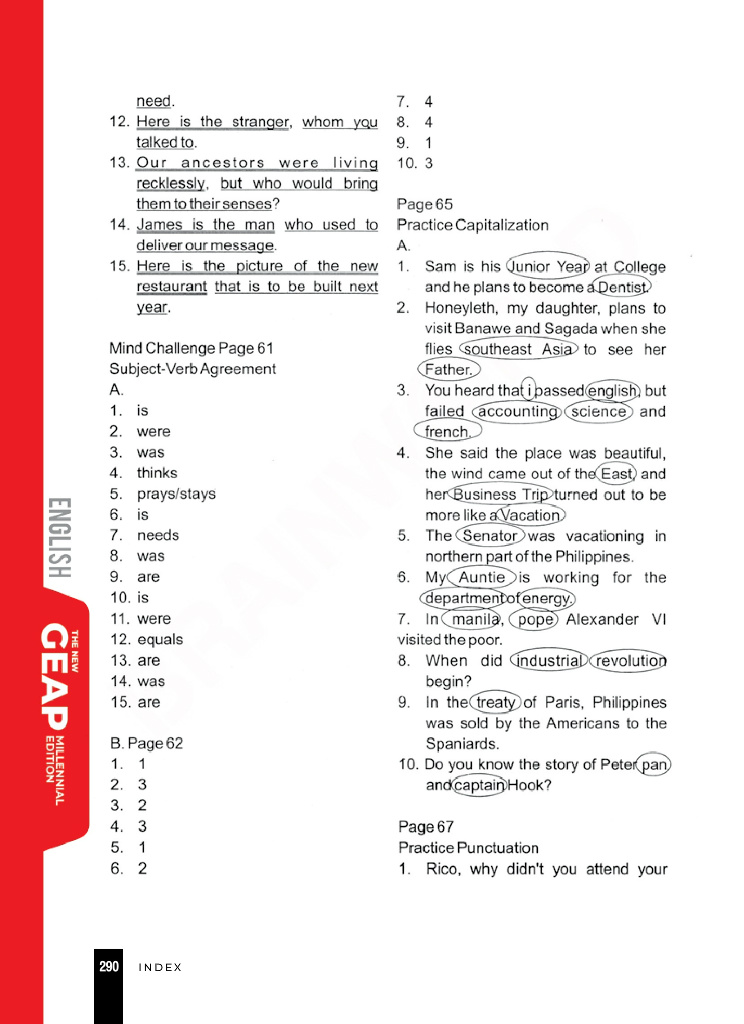 need.
12. Here is the stranger, whom you
talked to.
13. Our ancestors were living
recklessly, but who would bring
them to their senses?
14. James is the man who used to
deliver our message.
15. Here is the picture of the new
restaurant that is to be built next
year.
Mind Challenge Page 61
Subject-Verb Agreement
A.
1. is
2. were
3. was
4. thinks
5. prays/stays
6. is
7. needs
8. was
9. are
10. is
11. were
12. equals
13. are
14. was
15. are
B. Page 62
1. 1
2. 3
3. 2
4. 3
5. 1
6. 2
7. 4
8. 4
9. 1
10. 3
Page 65
Practice Capitalization
A.
1. Sam is his Junior Year at College
and he plans to become a Dentist.
2. Honeyleth, my daughter, plans to
visit Banawe and Sagada when she
flies southeast Asia to see her
Father.
3. You heard that i passed english, but
failed accounting science and
french.
4. She said the place was beautiful,
the wind came out of the East, and
her Business Trip turned out to be
more like a Vacation
5. The Senator was vacationing in
northern part of the Philippines.
6. My Auntie is working for the
department of energy.
7. In manila, pope Alexander VI
visited the poor.
8. When did industrial revolution
begin?
9. In the treaty of Paris, Philippines
was sold by the Americans to the
Spaniards.
10. Do you know the story of Peter pan
and captain Hook?
Page 67
Practice Punctuation
1. Rico, why didn't you attend your
ENGLISH
THE NEW
GEAP
MILLENNIAL
EDITION
290 INDEX